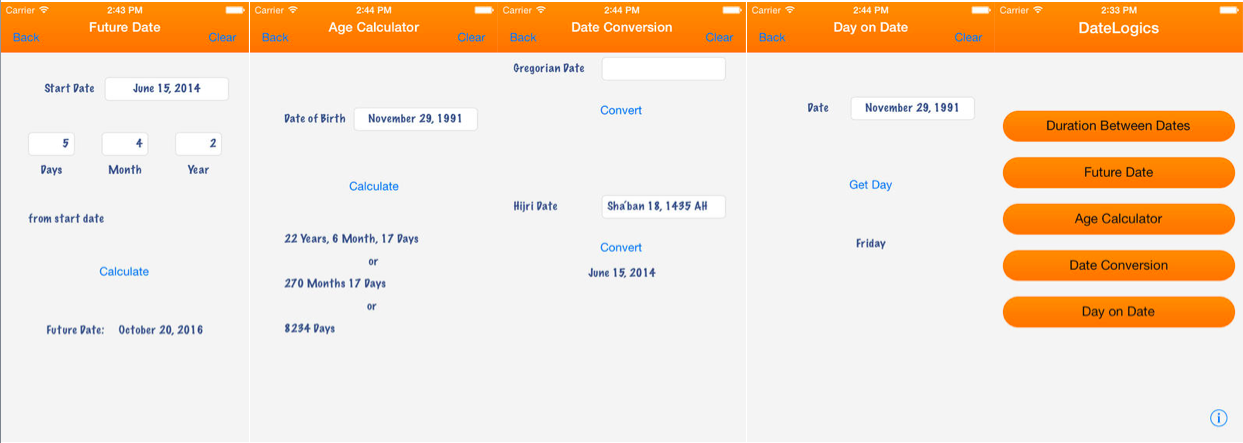 Carrier 2:43 PM
Future Date
Back Clear
Start Date June 15, 2014
5 4 2
Days Month Year
from start date
Calculate
Future Date: October 20, 2016
Carrier 2:44 PM
Age Calculator
Back Clear
Date of Birth November 29, 1991
Calculate
22 Years, 6 Month, 17 Days
or
270 Months 17 Days
or
8234 Days
Carrier 2:44 PM
Date Conversion
Back Clear
Gregorian Date
Convert
Hijri Date Shaʻban 18, 1435 AH
Convert
June 15, 2014
Carrier 2:44 PM
Day on Date
Back Clear
Date November 29, 1991
Get Day
Friday
Carrier 2:33 PM
DateLogics
Duration Between Dates
Future Date
Age Calculator
Date Conversion
Day on Date
i